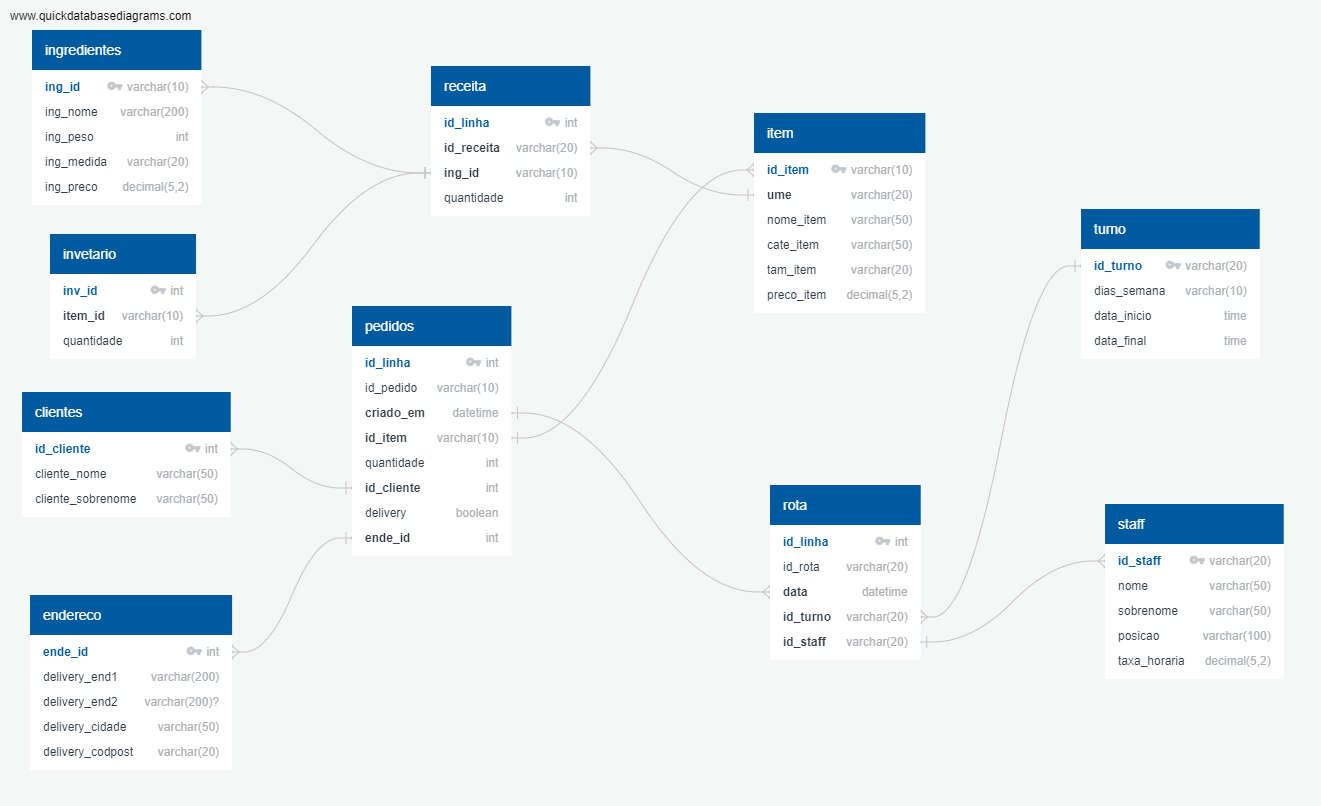 www.quickdatabasediagrams.com
ingredientes
ing_id varchar(10)
ing_nome varchar(200)
ing_peso int
ing_medida varchar(20)
ing_preco decimal(5,2)
receita
id_linha int
id_receita varchar(20)
ing_id varchar(10)
quantidade int
item
id_item varchar(10)
ume varchar(20)
nome_item varchar(50)
cate_item varchar(50)
tam_item varchar(20)
preco_item decimal(5,2)
turno
id_turno varchar(20)
dias_semana varchar(10)
data_inicio time
data_final time
invetario
inv_id int
item_id varchar(10)
quantidade int
pedidos
id_linha int
id_pedido varchar(10)
criado_em datetime
id_item varchar(10)
quantidade int
id_cliente int
delivery boolean
ende_id int
clientes
id_cliente int
cliente_nome varchar(50)
cliente_sobrenome varchar(50)
rota
id_linha int
id_rota varchar(20)
data datetime
id_turno varchar(20)
id_staff varchar(20)
staff
id_staff varchar(20)
nome varchar(50)
sobrenome varchar(50)
posicao varchar(100)
taxa_horaria decimal(5,2)
endereco
ende_id int
delivery_end1 varchar(200)
delivery_end2 varchar(200)?
delivery_cidade varchar(50)
delivery_codpost varchar(20)